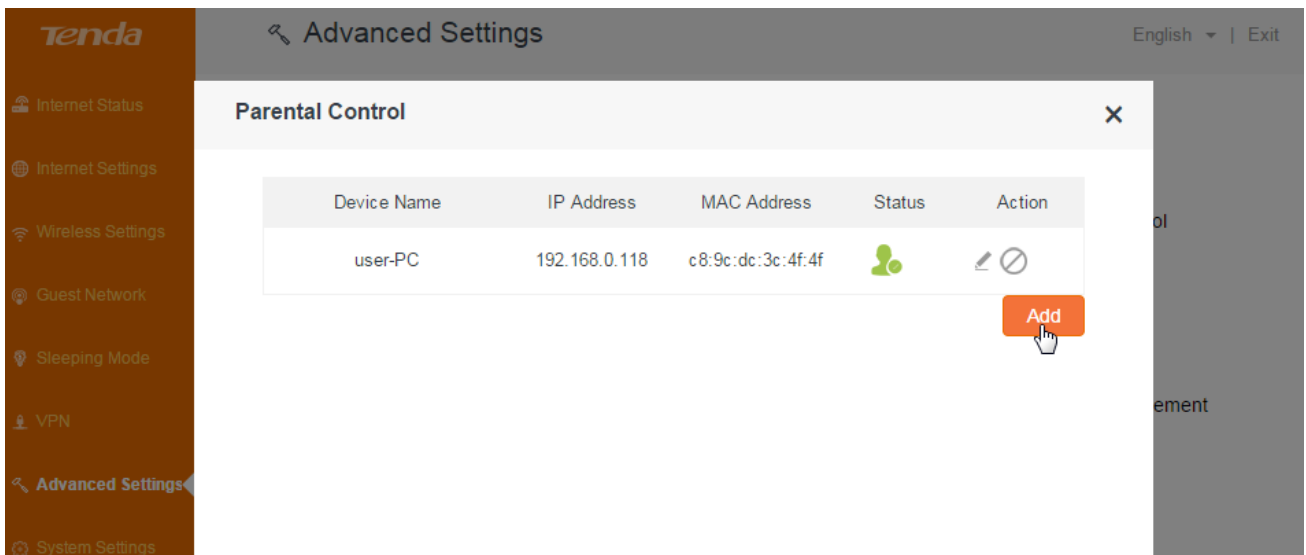 Tenda
Advanced Settings
English | Exit
Internet Status
Internet Settings
Wireless Settings
Guest Network
Sleeping Mode
VPN
Advanced Settings
System Settings
Parental Control
Device Name IP Address MAC Address Status Action
user-PC 192.168.0.118 c8:9c:dc:3c:4f:4f
Add
ol
ement